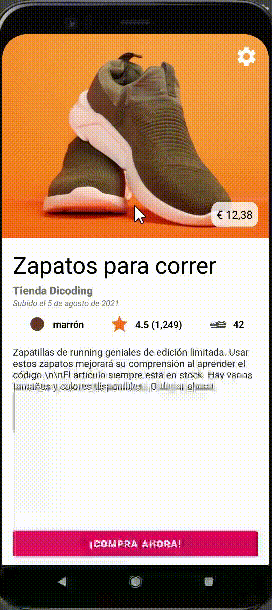 € 12,38
Zapatos para correr
Tienda Dicoding
Subido el 5 de agosto de 2021
marrón
4.5 (1,249)
42
Zapatillas de running geniales de edición limitada. Usar
estos zapatos mejorará su comprensión al aprender el
código.\n\nEl artículo siempre está en stock. Hay varios
tamaños y colores disponibles.
¡COMPRA AHORA!